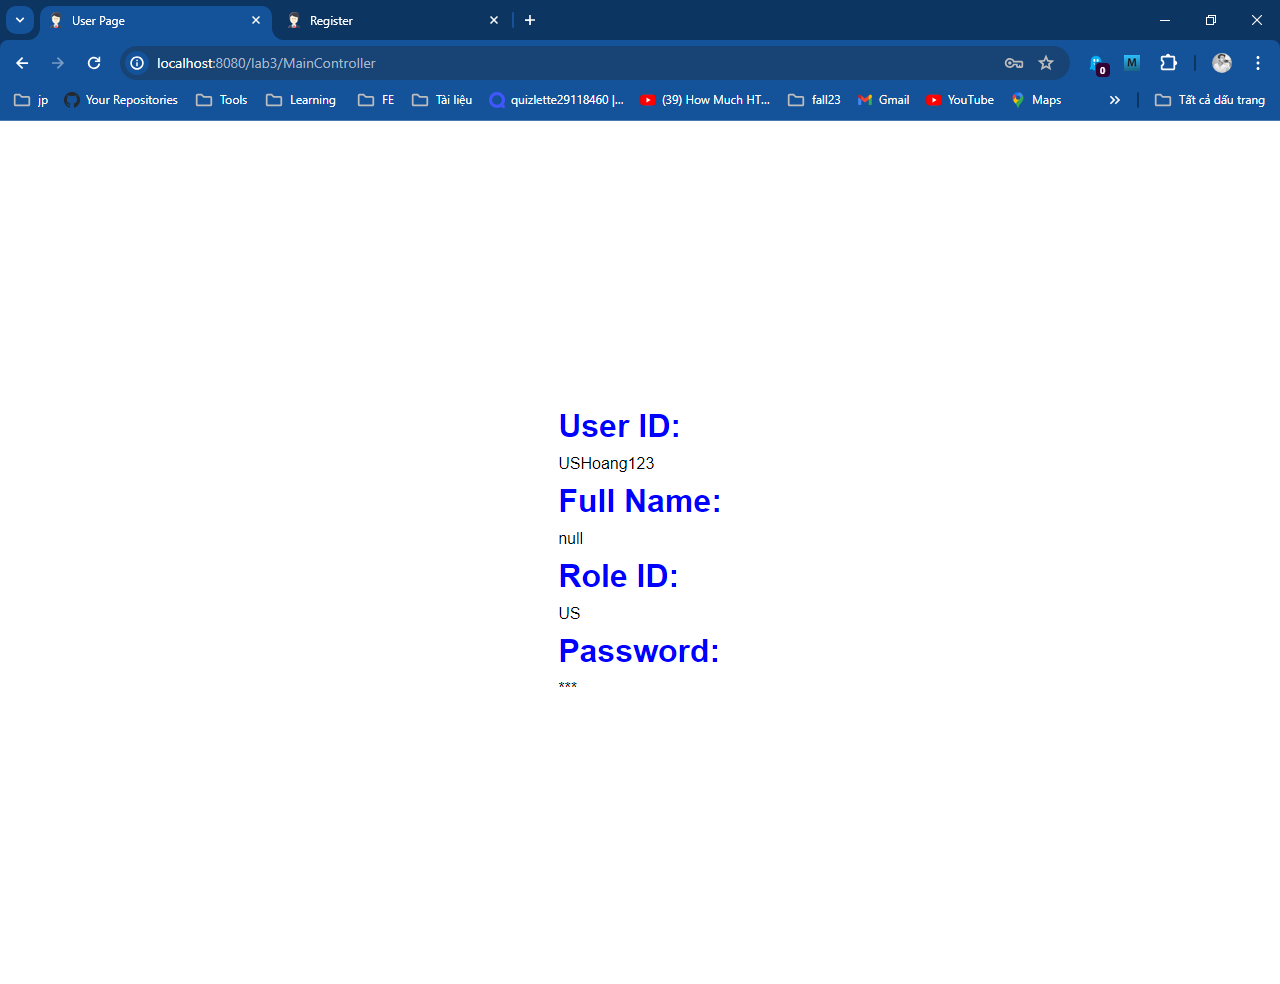 User Page
Register
localhost:8080/lab3/MainController
0
M
jp
Your Repositories
Tools
Learning
FE
Tài liệu
quizlette29118460 |...
(39) How Much HT...
fall23
Gmail
YouTube
Maps
Tất cả dấu trang
User ID:
USHoang123
Full Name:
null
Role ID:
US
Password:
***